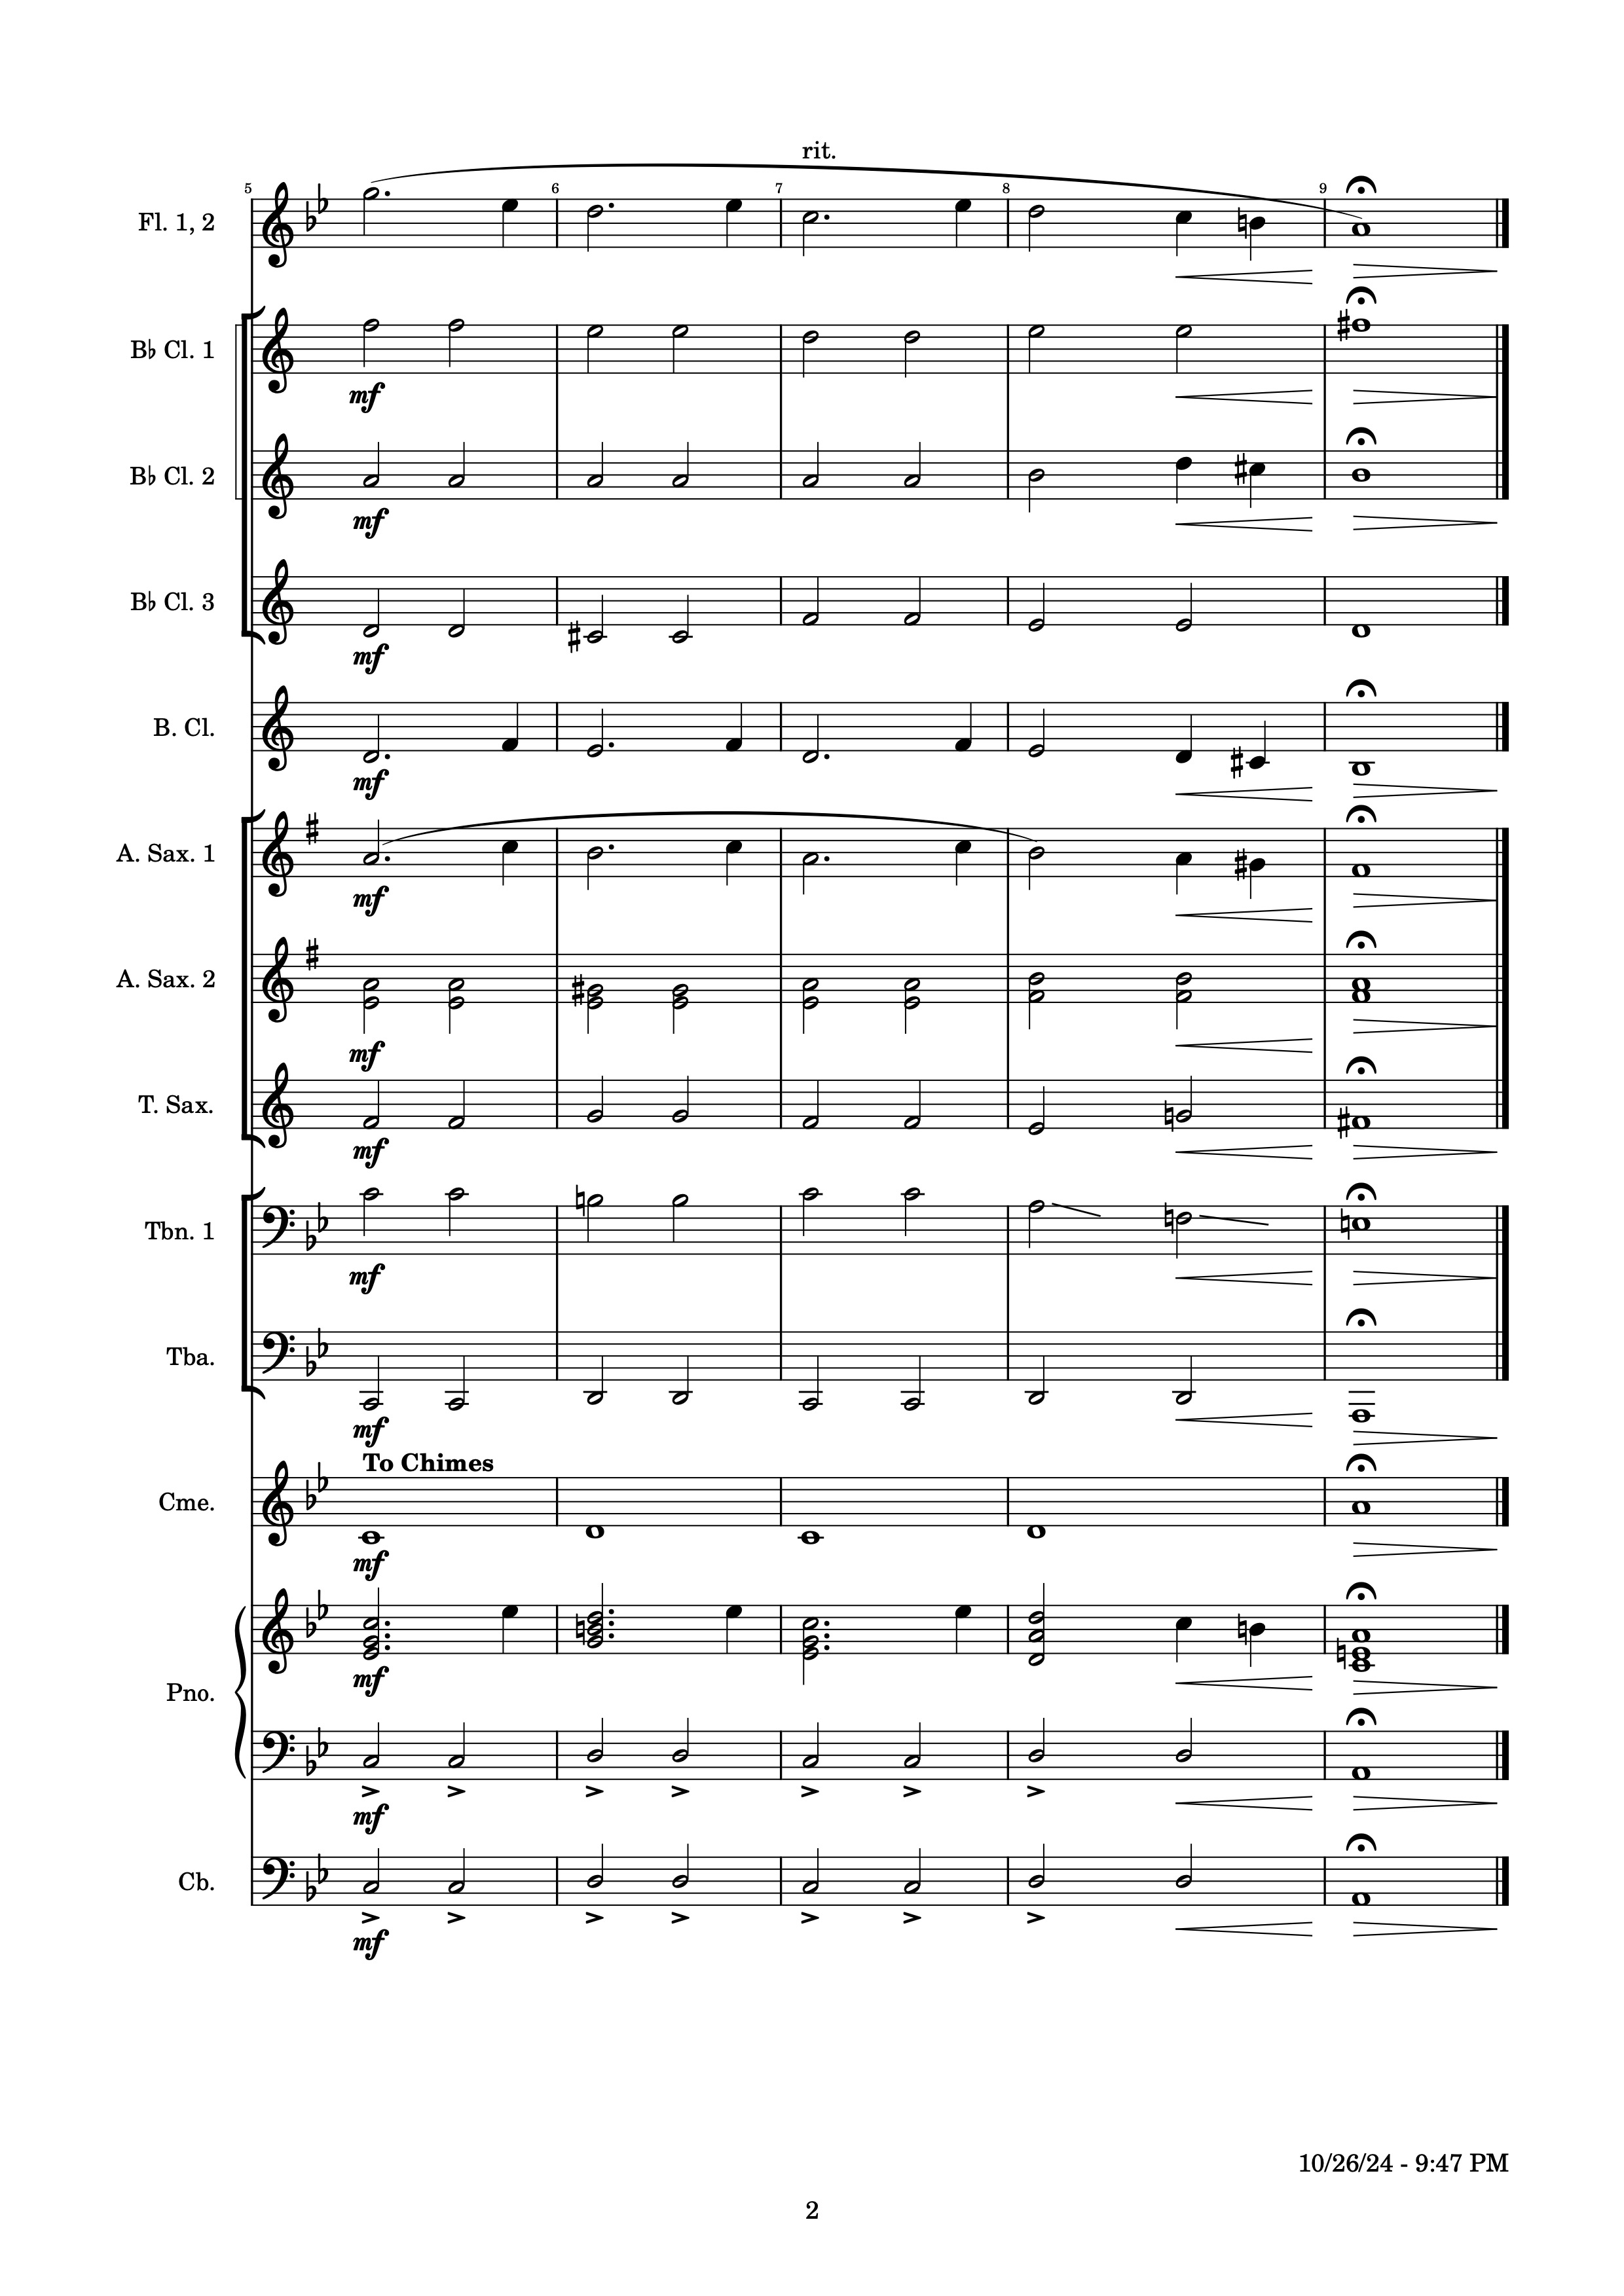 rit.
5 6 7 8 9
Fl. 1, 2
B♭ Cl. 1
mf
B♭ Cl. 2
mf
B♭ Cl. 3
mf
B. Cl.
mf
A. Sax. 1
mf
A. Sax. 2
mf
T. Sax.
mf
Tbn. 1
mf
Tba.
mf
To Chimes
Cme.
mf
mf
Pno.
mf
Cb.
mf
10/26/24 - 9:47 PM
2